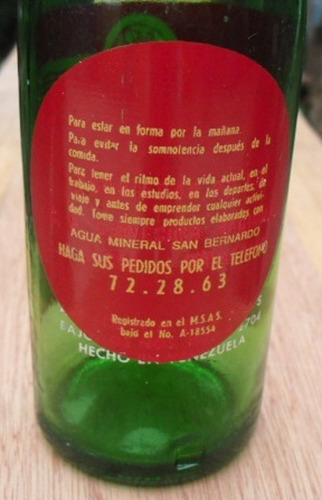 Para estar en forma por la mañana.
Para evitar la somnolencia después de la
comida.
Para tener el ritmo de la vida actual, en el
trabajo, en los estudios, en los deportes, de
viaje y antes de emprender cualquier activi-
dad. Tome siempre productos elaborados con
AGUA MINERAL SAN BERNARDO
HAGA SUS PEDIDOS POR EL TELEFONO
72.28.63
Registrado en el M.S.A.S.
bajo el No. A-18554
2704
HECHO EN VENEZUELA